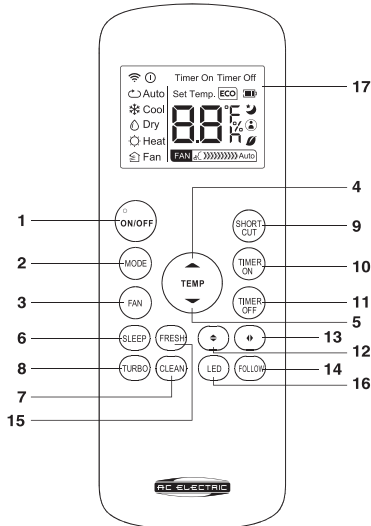 Timer On Timer Off
Auto Set Temp. ECO
Cool
Dry
Heat
Fan
88 °F % h
FAN Auto
17
4
1 ON/OFF
SHORT CUT 9
2 MODE
TEMP
TIMER ON 10
3 FAN
TIMER OFF 11
5
6 SLEEP FRESH 13
12
8 TURBO CLEAN LED FOLLOW 14
7
16
15
AC ELECTRIC